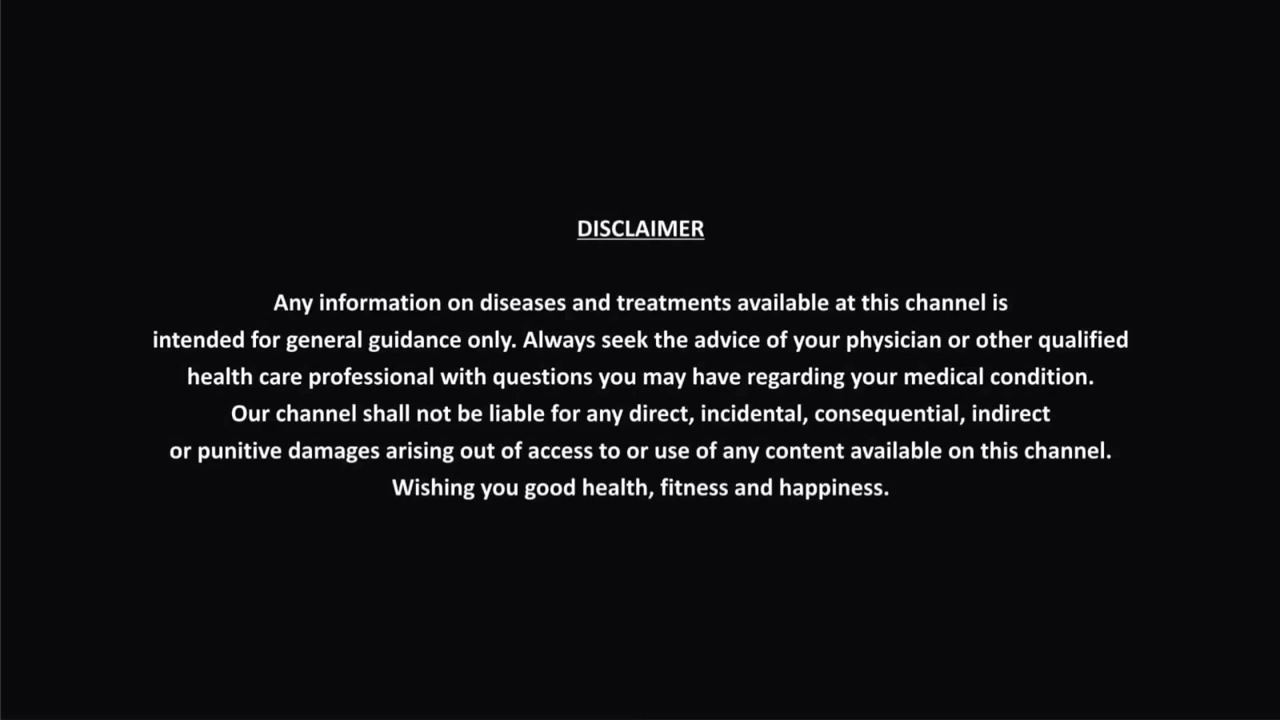 DISCLAIMER
Any information on diseases and treatments available at this channel is
intended for general guidance only. Always seek the advice of your physician or other qualified
health care professional with questions you may have regarding your medical condition.
Our channel shall not be liable for any direct, incidental, consequential, indirect
or punitive damages arising out of access to or use of any content available on this channel.
Wishing you good health, fitness and happiness.